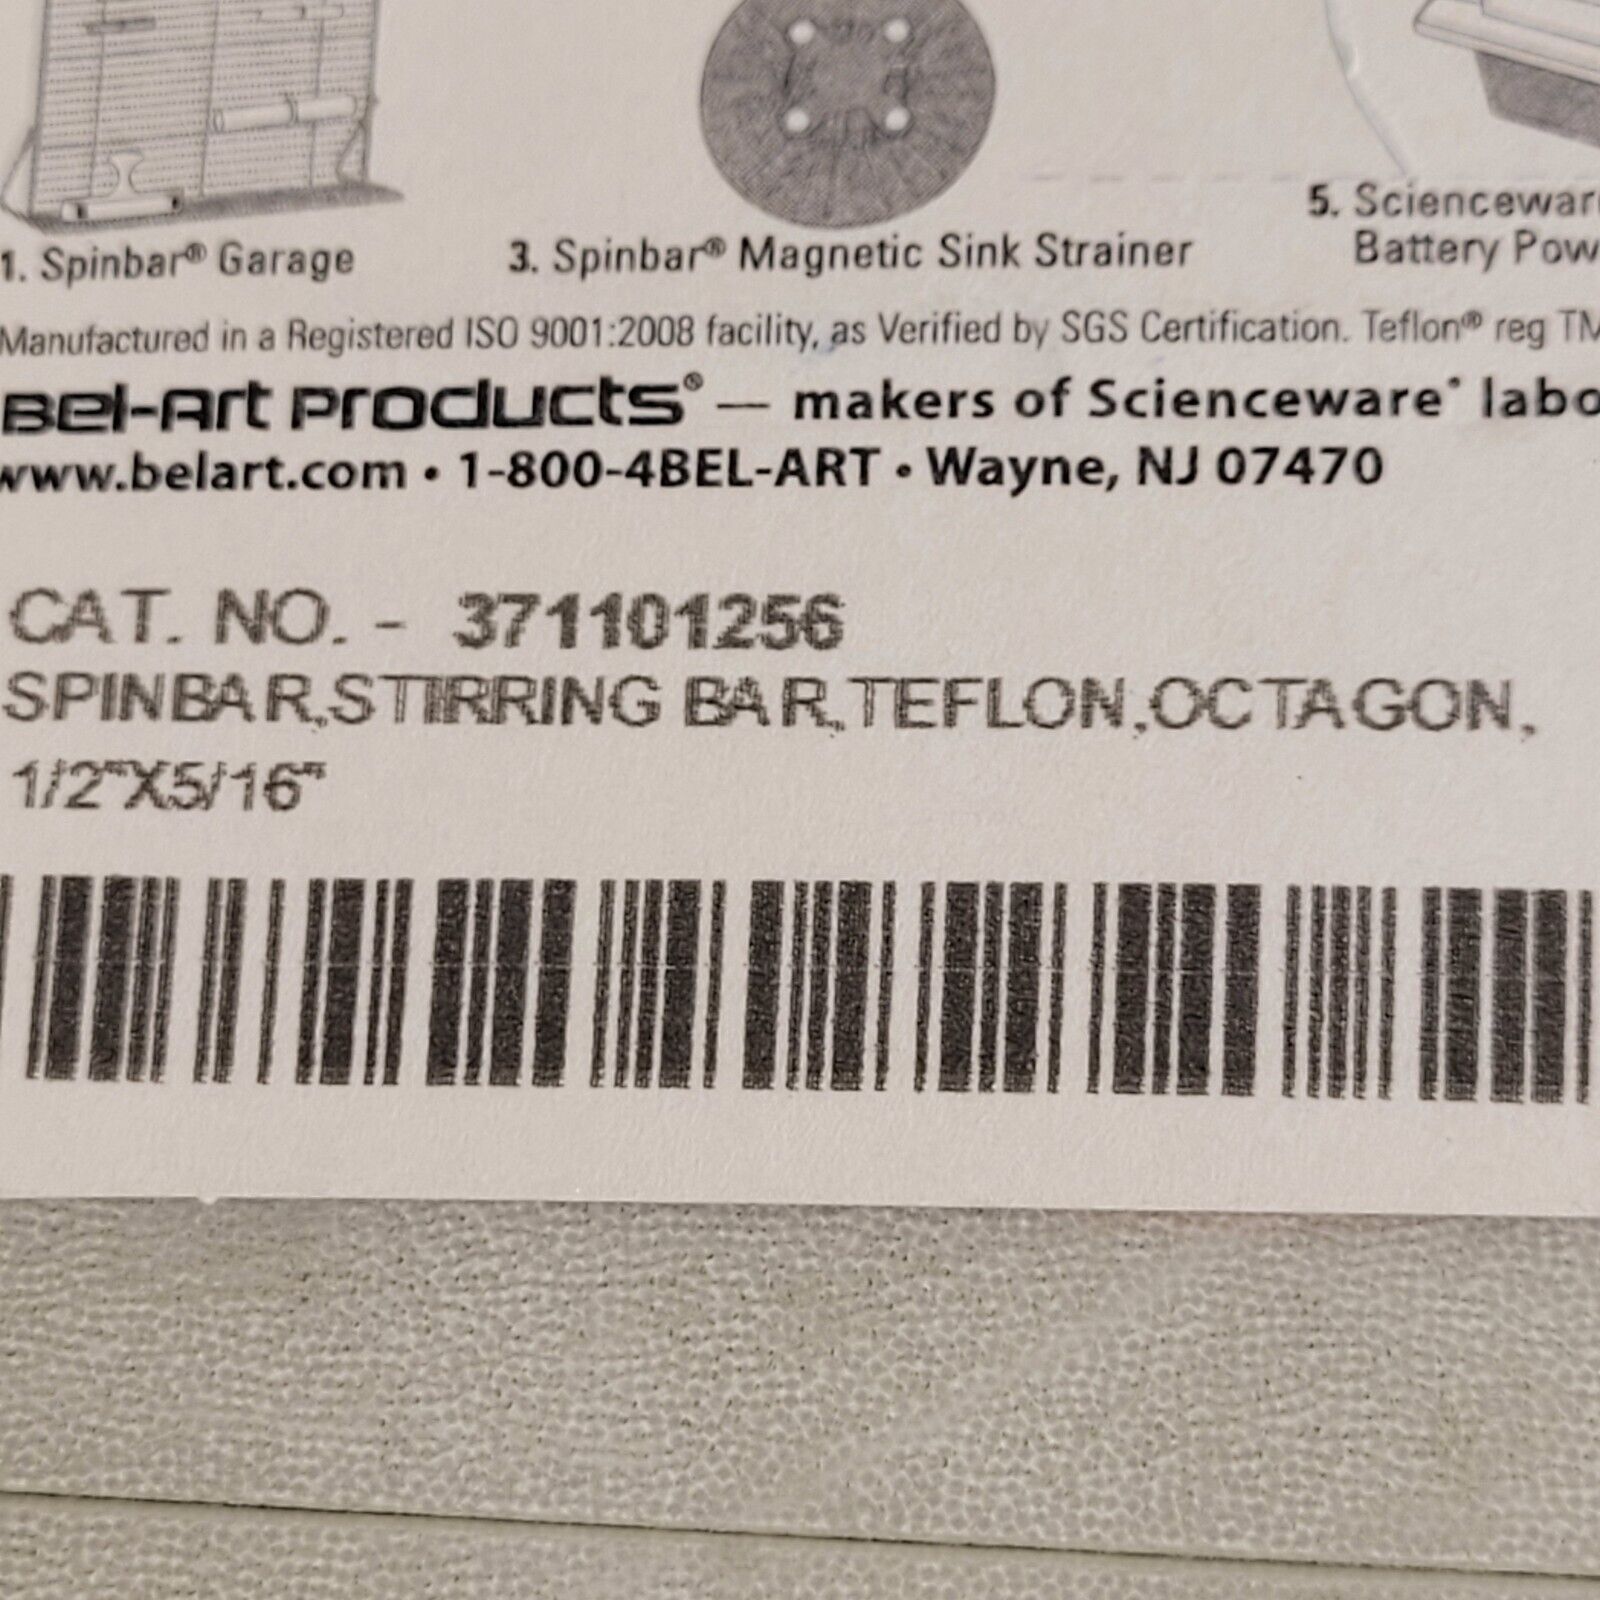 1. Spinbar® Garage
3. Spinbar® Magnetic Sink Strainer
5. Scienceware
Battery Pow
Manufactured in a Registered ISO 9001:2008 facility, as Verified by SGS Certification. Teflon® reg TM
Bel-Art Products® — makers of Scienceware® labo
www.belart.com • 1-800-4BEL-ART • Wayne, NJ 07470
CAT. NO. - 371101256
SPINBAR,STIRRING BAR,TEFLON,OCTAGON,
1/2"X5/16"